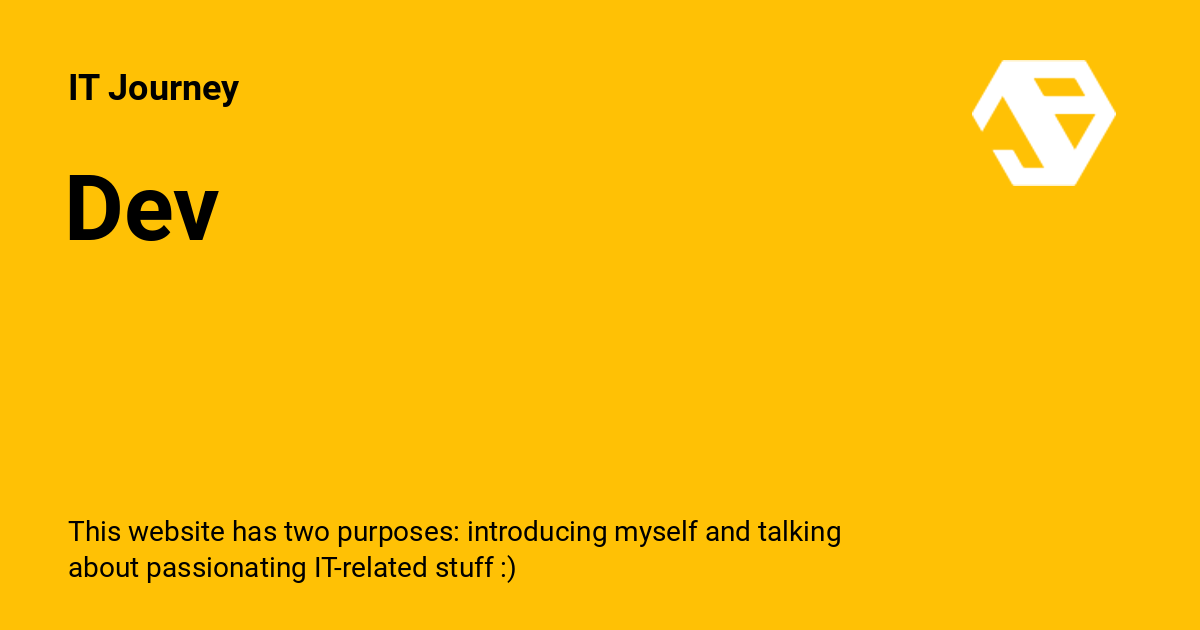 IT Journey
Dev
This website has two purposes: introducing myself and talking
about passionating IT-related stuff :)